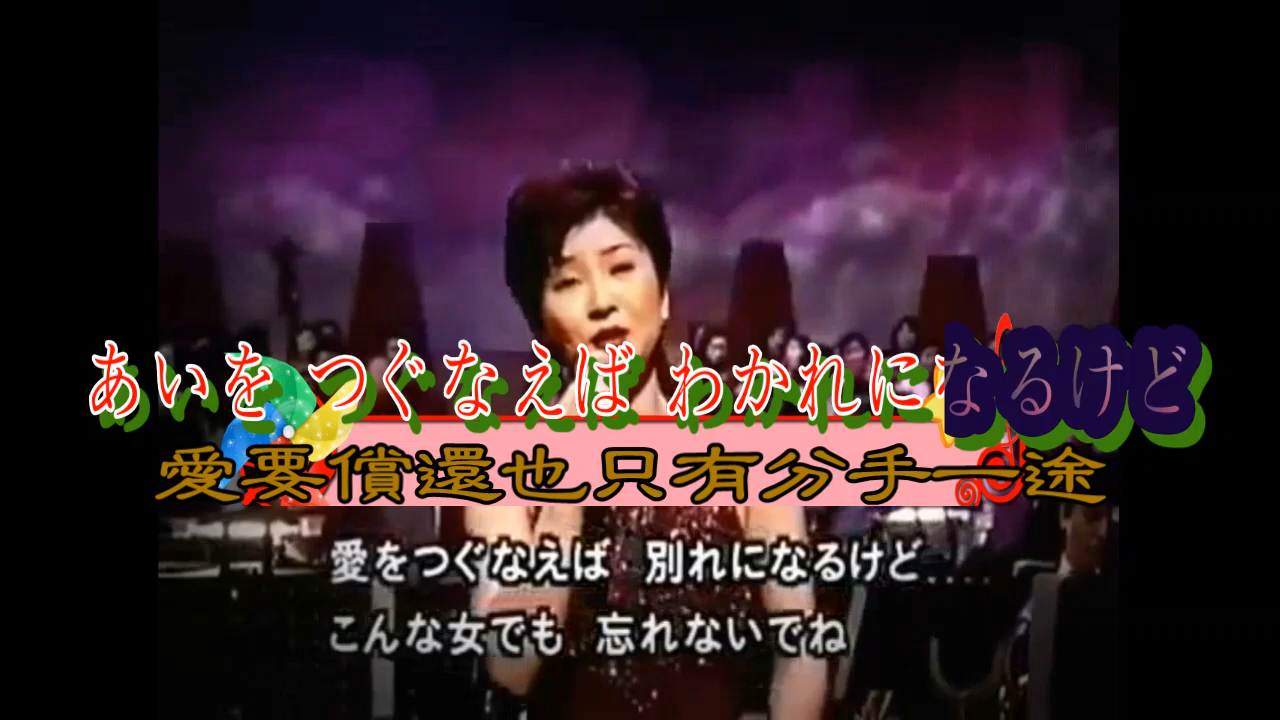 あいを つぐなえば わかれになるけど
愛要償還也只有分手一途
愛をつぐなえば 別れになるけど‥‥
こんな女でも 忘れないでね